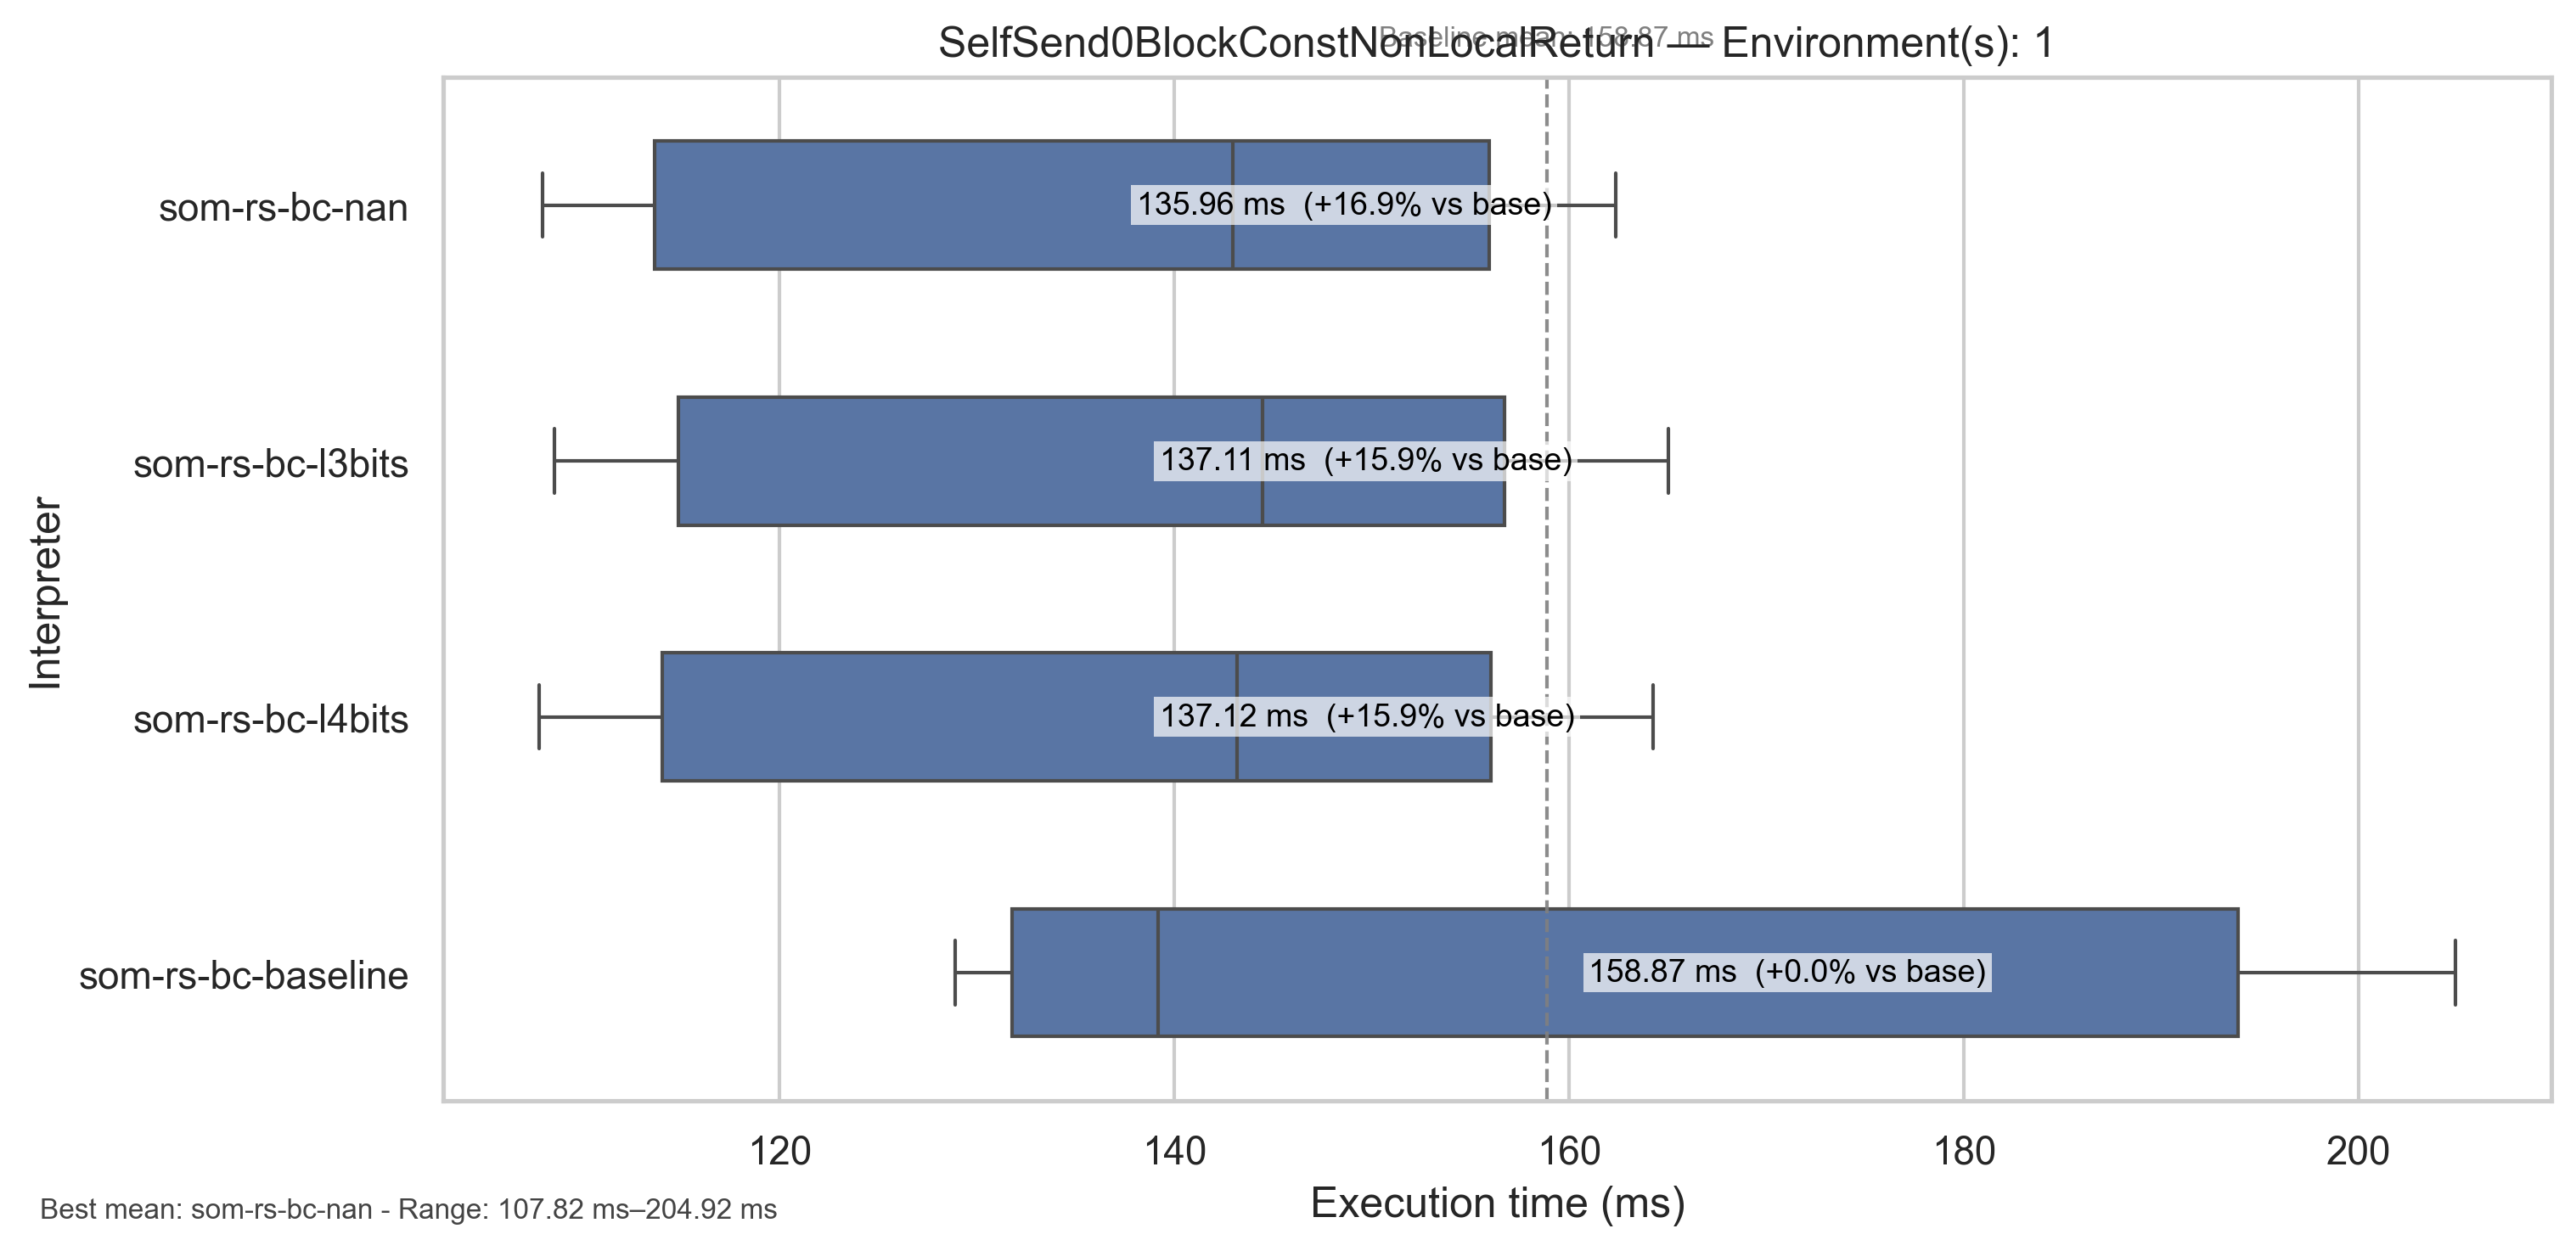 Baseline mean: 158.87 ms
SelfSend0BlockConstNonLocalReturn — Environment(s): 1
som-rs-bc-nan
135.96 ms (+16.9% vs base)
som-rs-bc-l3bits
137.11 ms (+15.9% vs base)
som-rs-bc-l4bits
137.12 ms (+15.9% vs base)
som-rs-bc-baseline
158.87 ms (+0.0% vs base)
Interpreter
120 140 160 180 200
Execution time (ms)
Best mean: som-rs-bc-nan - Range: 107.82 ms–204.92 ms